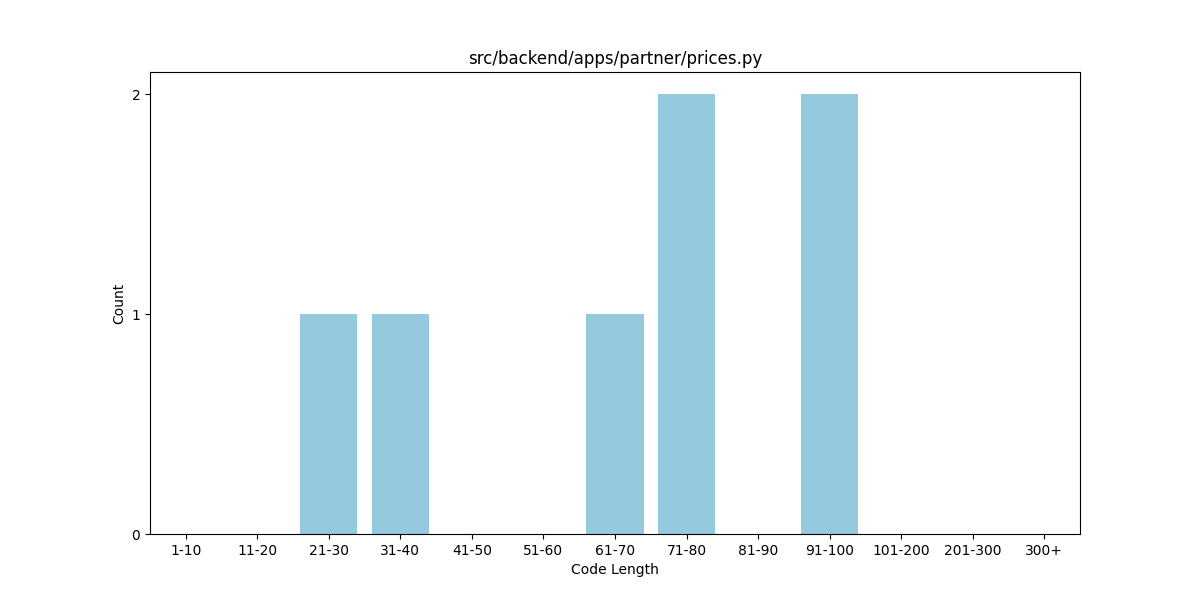 src/backend/apps/partner/prices.py
2
1
0
Count
1-10 11-20 21-30 31-40 41-50 51-60 61-70 71-80 81-90 91-100 101-200 201-300 300+
Code Length